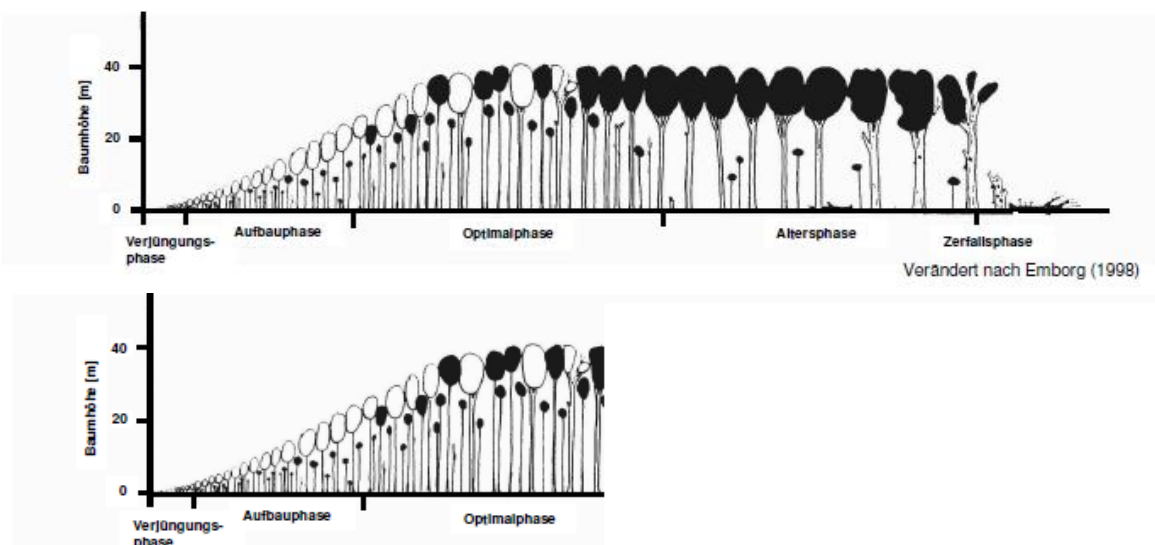 Baumhöhe [m]
40
20
0
Verjüngungs-
phase
Aufbauphase
Optimalphase
Altersphase
Zerfallsphase
Verändert nach Emborg (1998)
Baumhöhe [m]
40
20
0
Verjüngungs-
phase
Aufbauphase
Optimalphase